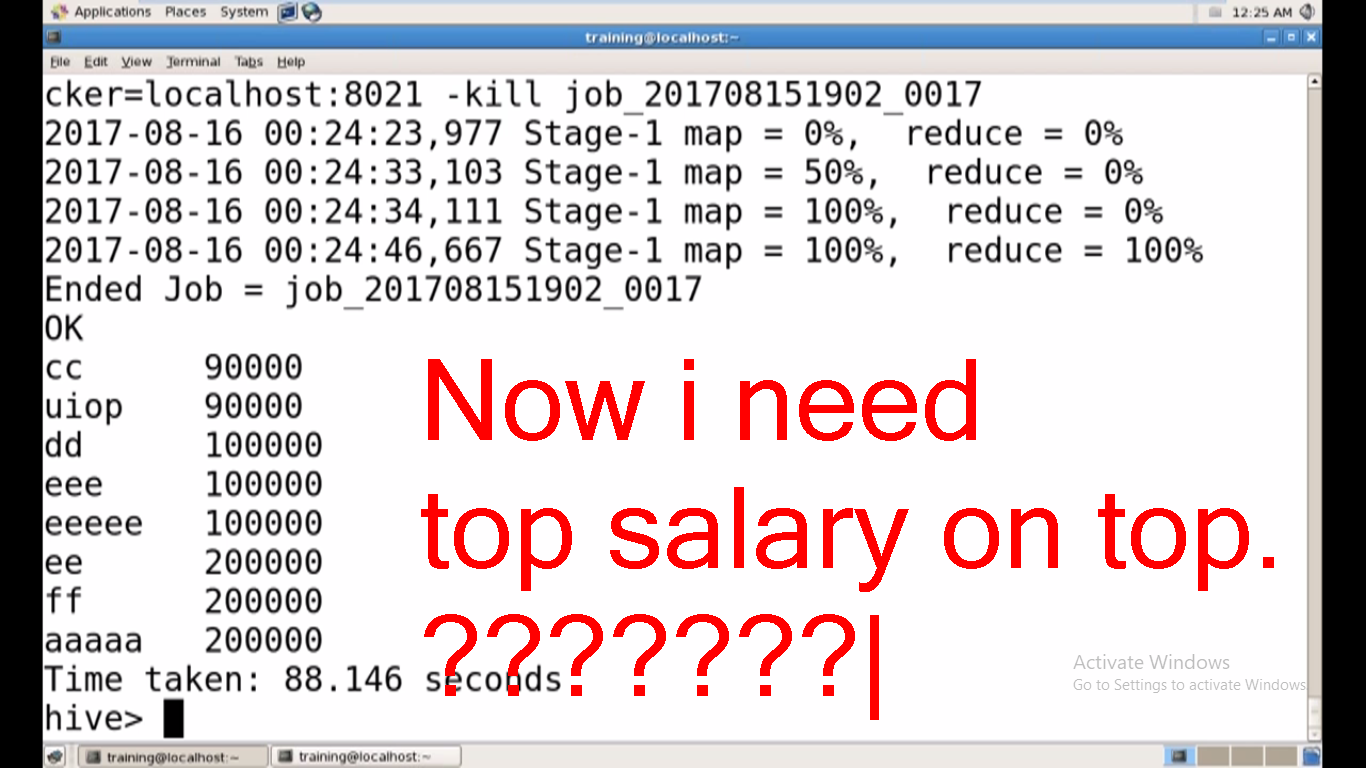 Applications Places System 12:25 AM
training@localhost:~
File Edit View Terminal Tabs Help
cker=localhost:8021 -kill job_201708151902_0017
2017-08-16 00:24:23,977 Stage-1 map = 0%, reduce = 0%
2017-08-16 00:24:33,103 Stage-1 map = 50%, reduce = 0%
2017-08-16 00:24:34,111 Stage-1 map = 100%, reduce = 0%
2017-08-16 00:24:46,667 Stage-1 map = 100%, reduce = 100%
Ended Job = job_201708151902_0017
OK
cc 90000
uiop 90000
dd 100000
eee 100000
eeeee 100000
ee 200000
ff 200000
aaaaa 200000
Time taken: 88.146 seconds
hive>
Now i need
top salary on top.
???????|
Activate Windows
Go to Settings to activate Windows
training@localhost:~ training@localhost:~